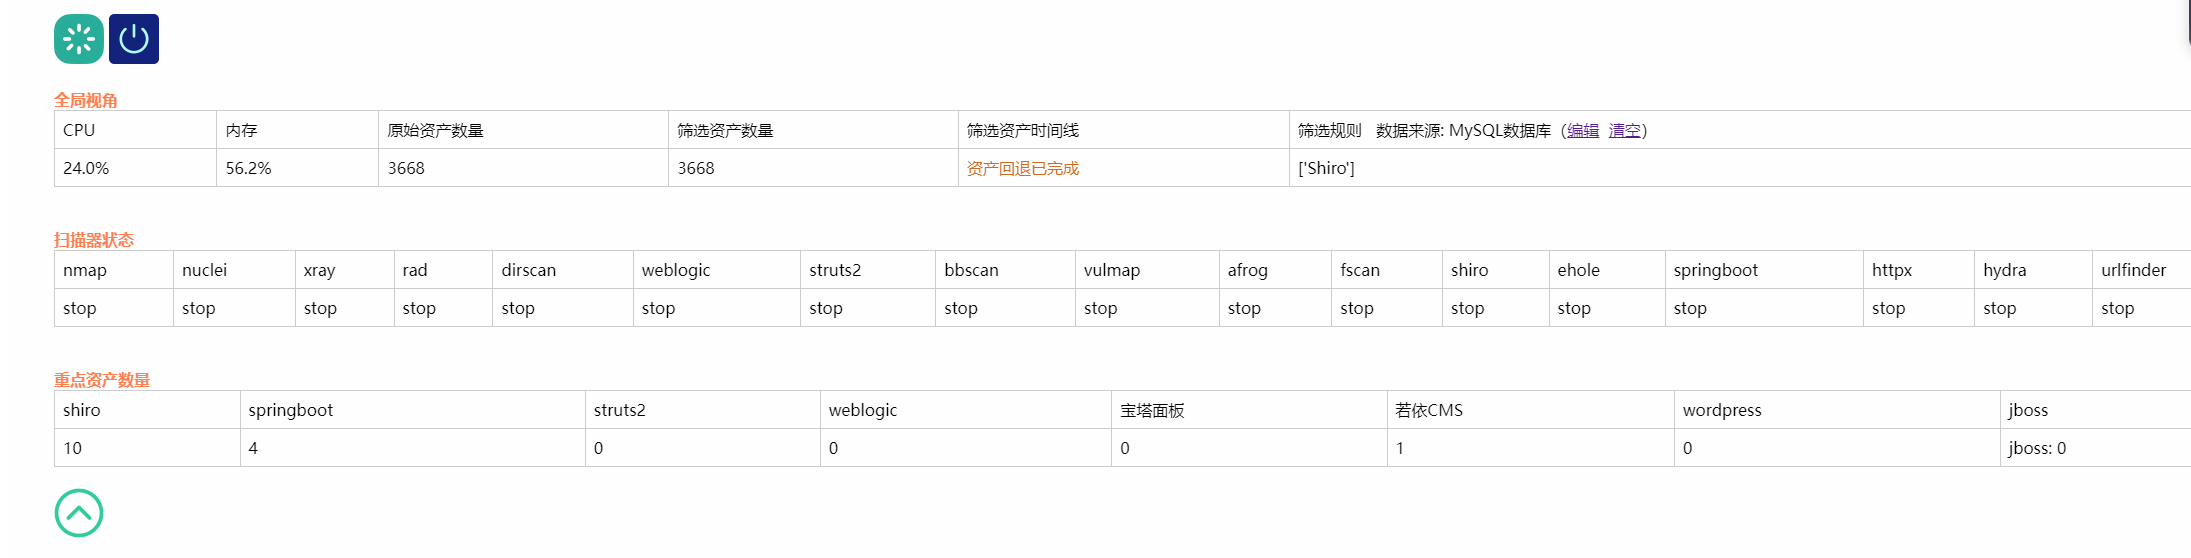 全局视角
CPU 内存 原始资产数量 筛选资产数量 筛选资产时间线 筛选规则 数据来源: MySQL数据库（编辑 清空）
24.0% 56.2% 3668 3668 资产回退已完成 ['Shiro']
扫描器状态
nmap nuclei xray rad dirscan weblogic struts2 bbscan vulmap afrog fscan shiro ehole springboot httpx hydra urlfinder
stop stop stop stop stop stop stop stop stop stop stop stop stop stop stop stop stop
重点资产数量
shiro springboot struts2 weblogic 宝塔面板 若依CMS wordpress jboss
10 4 0 0 0 1 0 jboss: 0